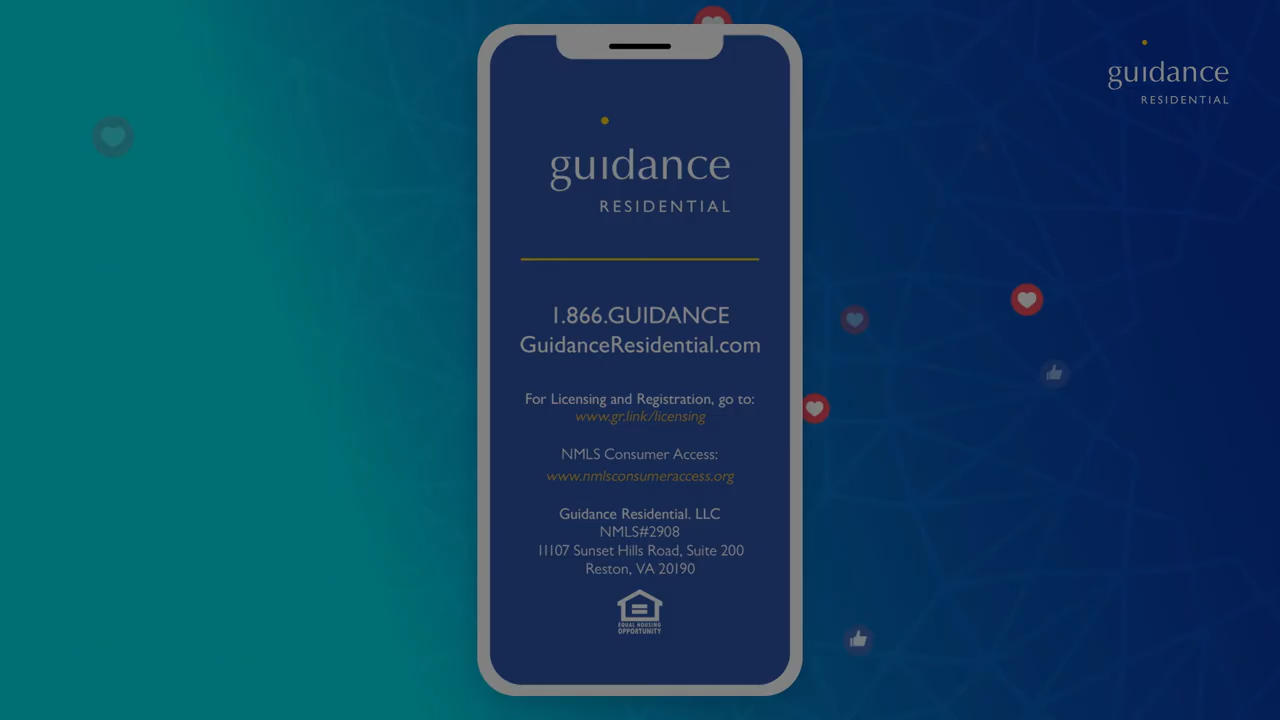 guidance
RESIDENTIAL
guidance
RESIDENTIAL
1.866.GUIDANCE
GuidanceResidential.com
For Licensing and Registration, go to:
www.gr.link/licensing
NMLS Consumer Access:
www.nmlsconsumeraccess.org
Guidance Residential. LLC
NMLS#2908
11107 Sunset Hills Road, Suite 200
Reston, VA 20190
EQUAL HOUSING
OPPORTUNITY